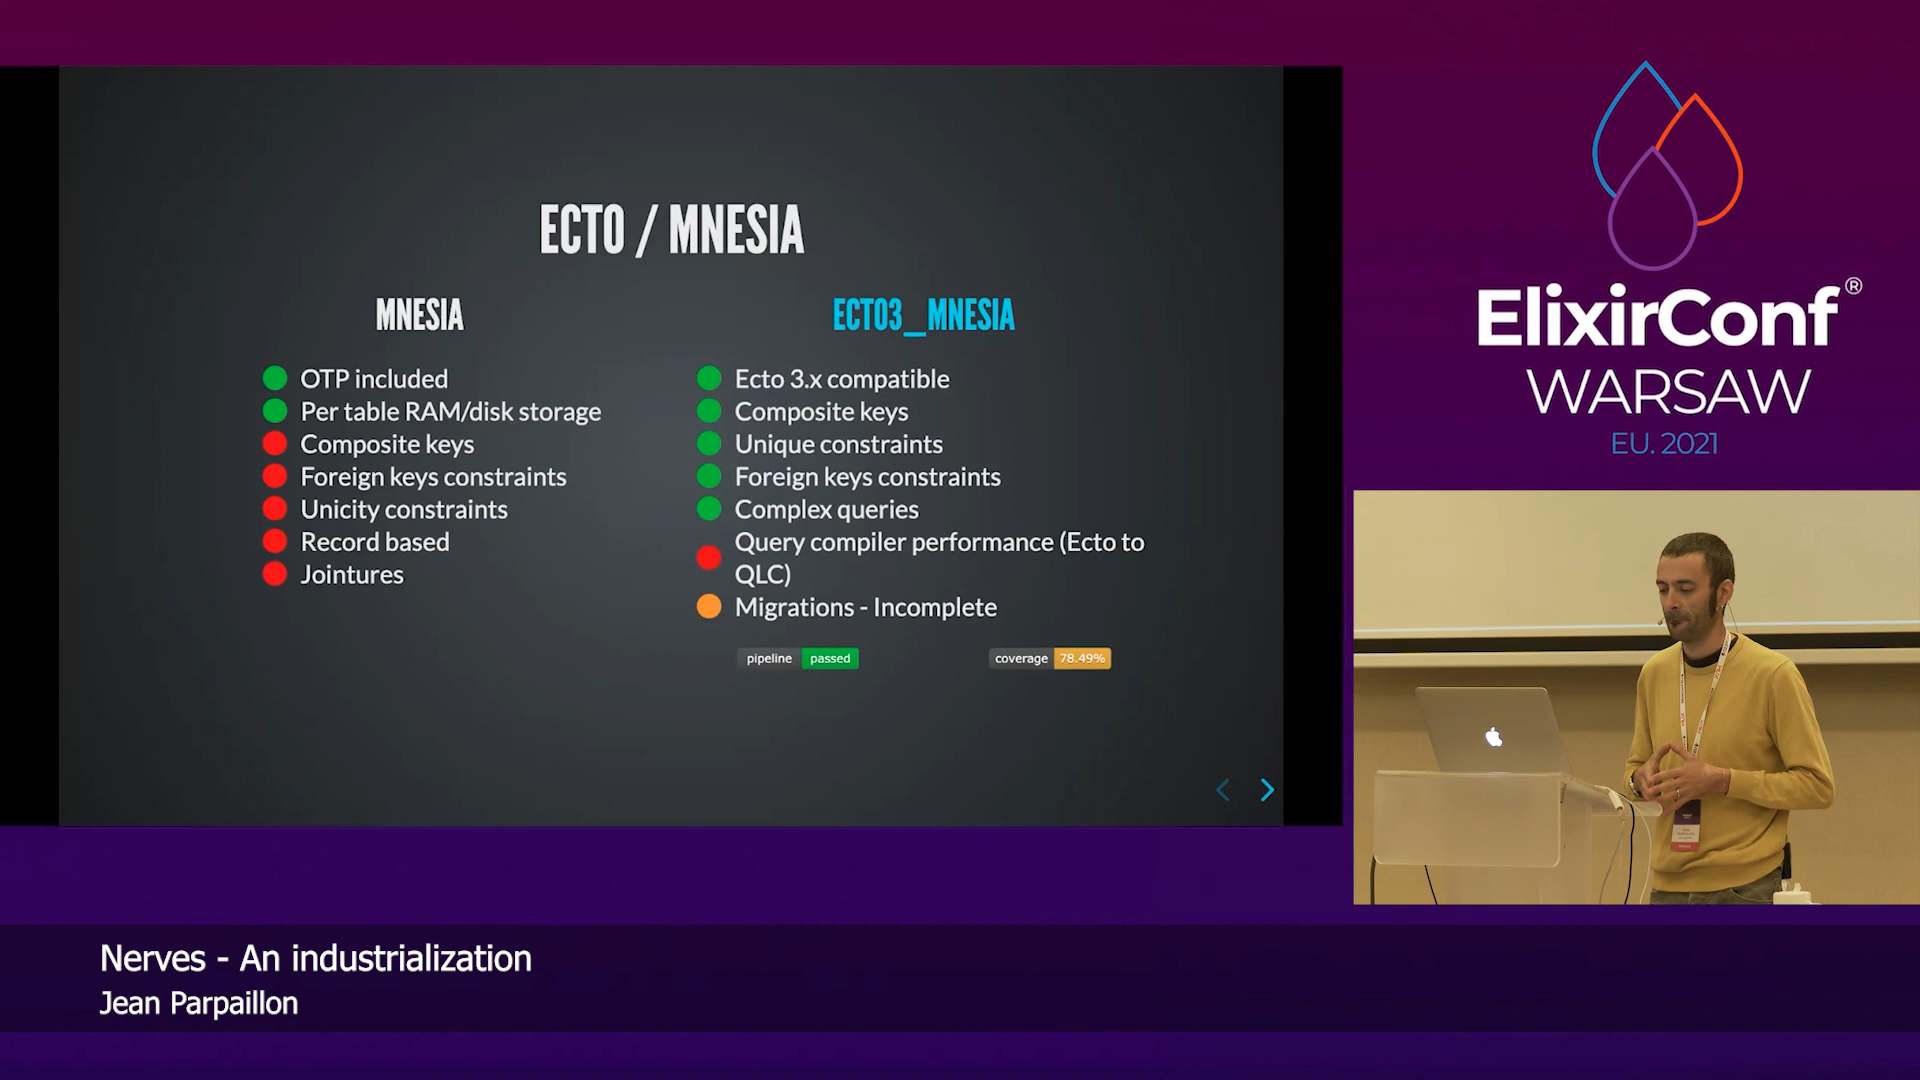 ECTO / MNESIA
MNESIA
OTP included
Per table RAM/disk storage
Composite keys
Foreign keys constraints
Unicity constraints
Record based
Jointures
ECTO3_MNESIA
Ecto 3.x compatible
Composite keys
Unique constraints
Foreign keys constraints
Complex queries
Query compiler performance (Ecto to
QLC)
Migrations - Incomplete
pipeline passed
coverage 78.49%
ElixirConf®
WARSAW
EU. 2021
Nerves - An industrialization
Jean Parpaillon